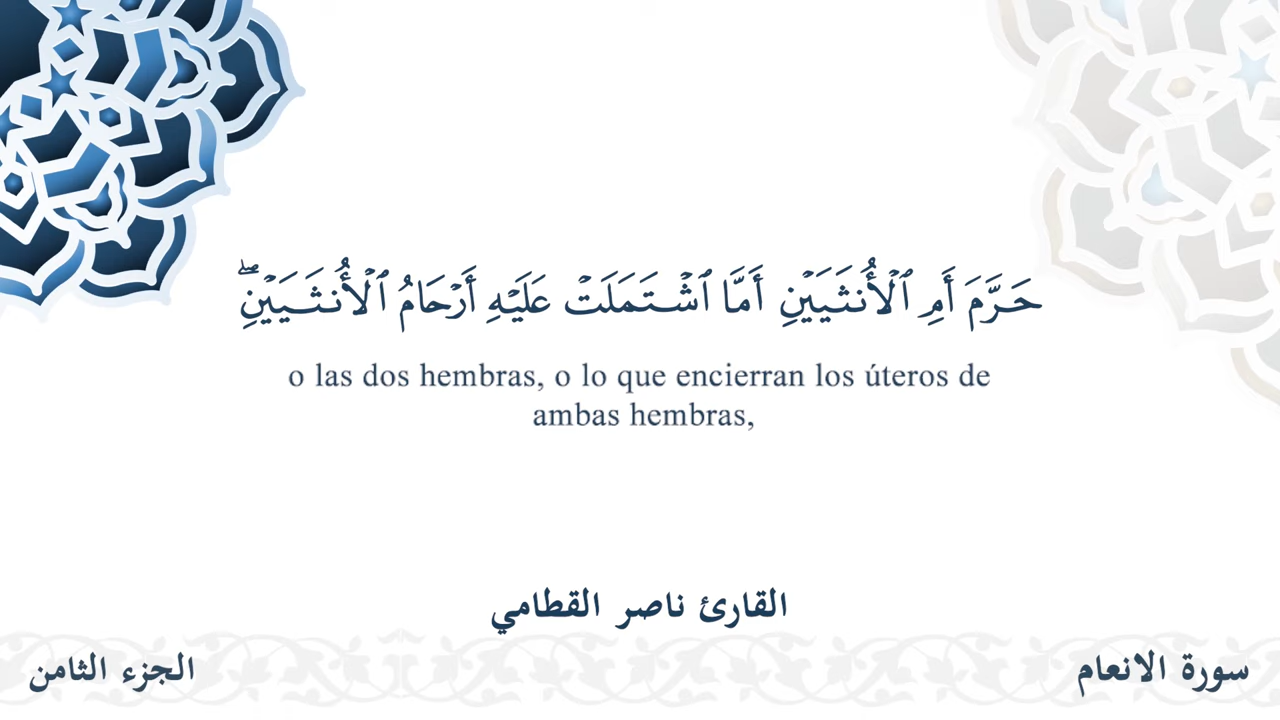 حَرَّمَ أَمِ ٱلْأُنثَيَيْنِ أَمَّا ٱشْتَمَلَتْ عَلَيْهِ أَرْحَامُ ٱلْأُنثَيَيْنِۖ
o las dos hembras, o lo que encierran los úteros de
ambas hembras,
القارئ ناصر القطامي
سورة الانعام
الجزء الثامن